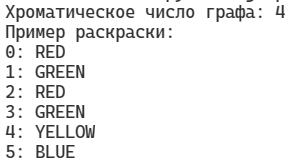 Хроматическое число графа: 4
Пример раскраски:
0: RED
1: GREEN
2: RED
3: GREEN
4: YELLOW
5: BLUE